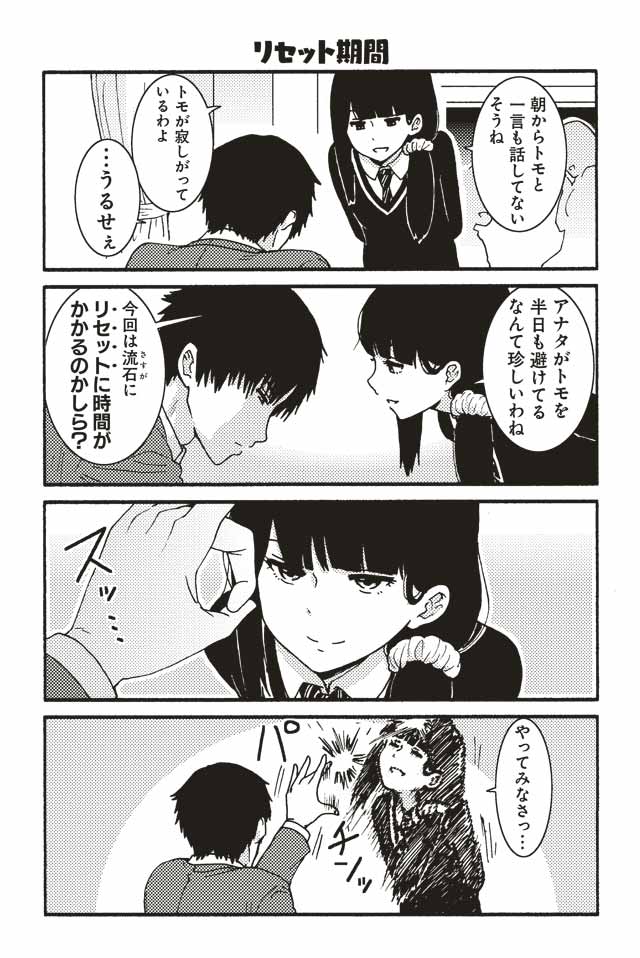 リセット期間
朝からトモと
一言も話してない
そうね
トモが寂しがって
いるわよ
…うるせぇ
アナタがトモを
半日も避けてる
なんて珍しいわね
今回は流石に
さすが
リセットに時間が
かかるのかしら?
スッ…
やってみなさっ…
パチンッ